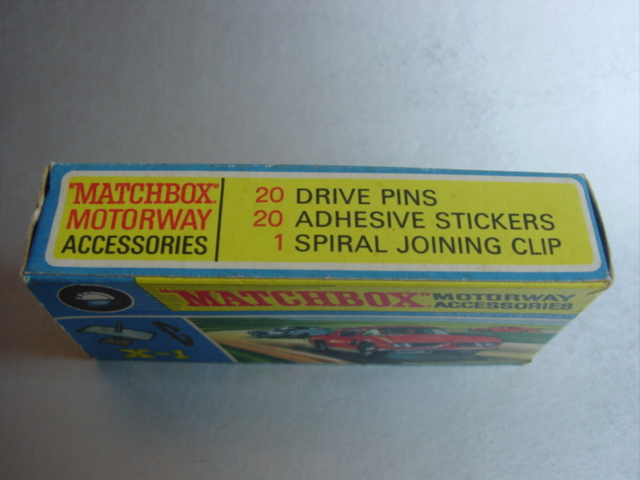 "MATCHBOX"
MOTORWAY
ACCESSORIES
20 DRIVE PINS
20 ADHESIVE STICKERS
1 SPIRAL JOINING CLIP
"MATCHBOX" MOTORWAY
ACCESSORIES
X-1